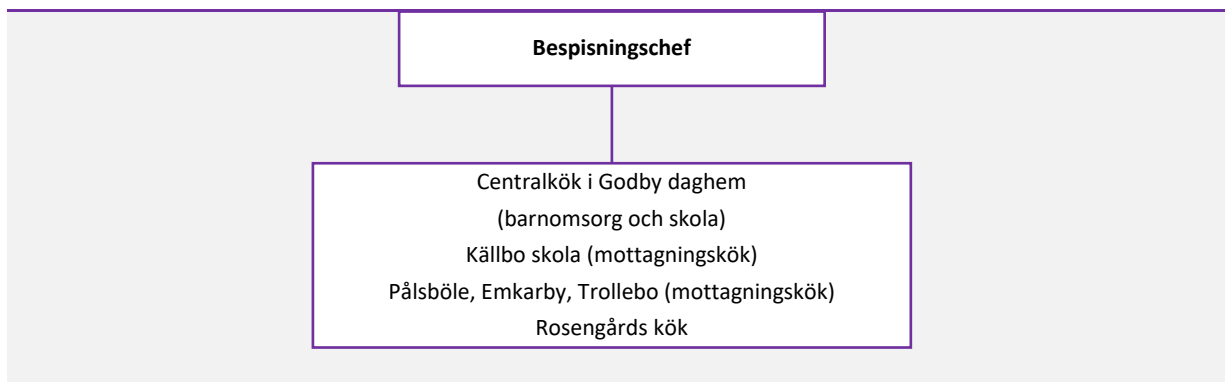 Bespisningschef
Centralkök i Godby daghem
(barnomsorg och skola)
Källbo skola (mottagningskök)
Pålsböle, Emkarby, Trollebo (mottagningskök)
Rosengårds kök